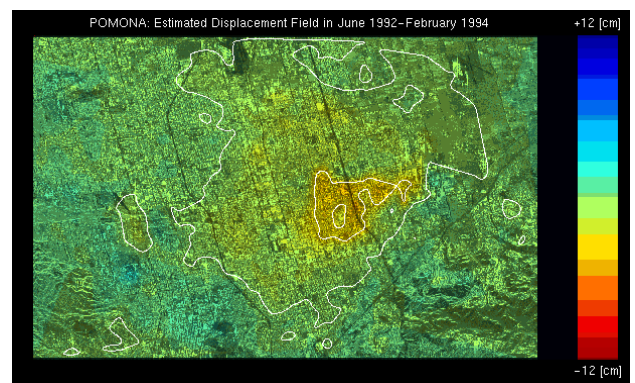 POMONA: Estimated Displacement Field in June 1992–February 1994
+12 [cm]
−12 [cm]